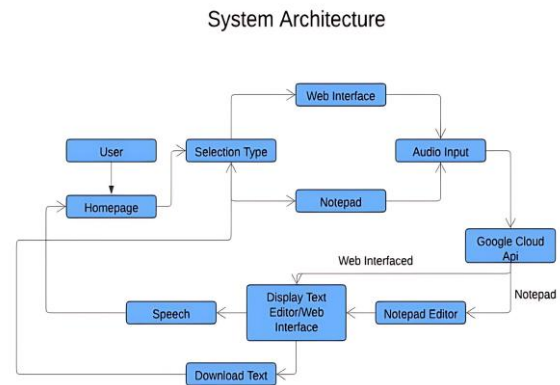 System Architecture
Web Interface
User
Selection Type
Audio Input
Homepage
Notepad
Google Cloud
Api
Web Interfaced
Notepad
Display Text
Editor/Web
Interface
Speech
Notepad Editor
Download Text